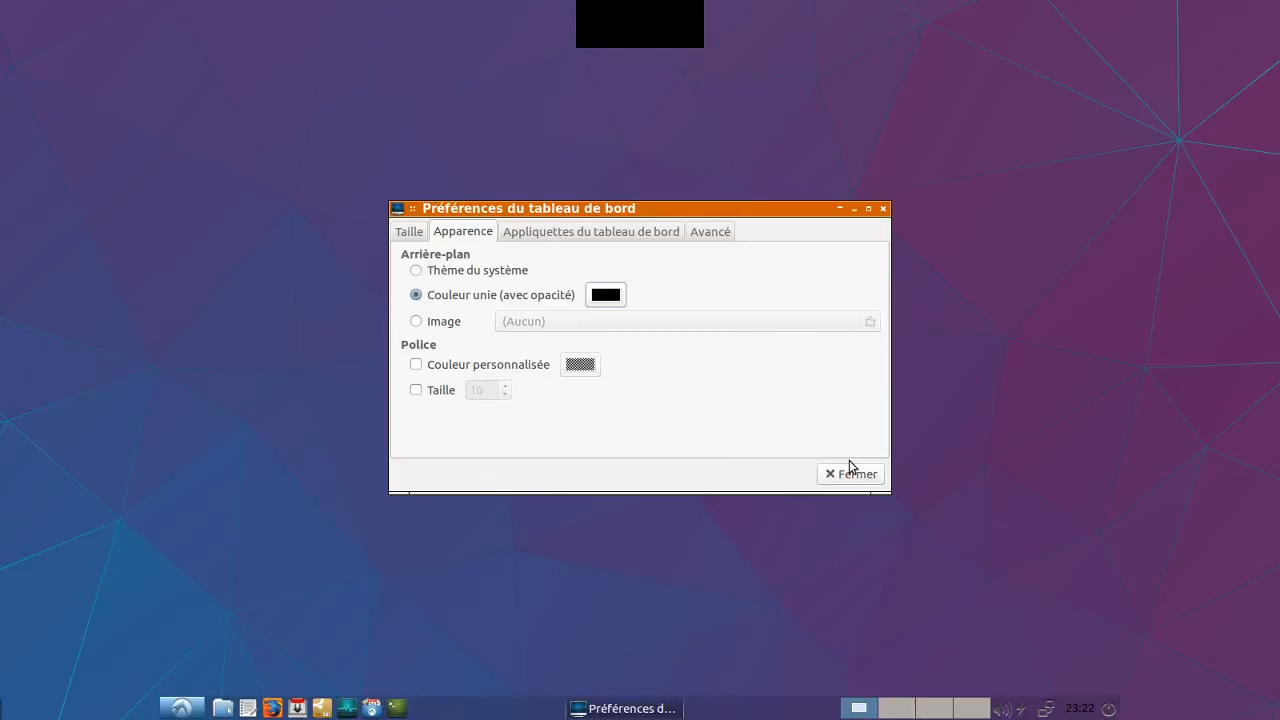 Préférences du tableau de bord
Taille Apparence Appliquettes du tableau de bord Avancé
Arrière-plan
Thème du système
Couleur unie (avec opacité)
Image (Aucun)
Police
Couleur personnalisée
Taille 10
Fermer
Préférences d... 23:22